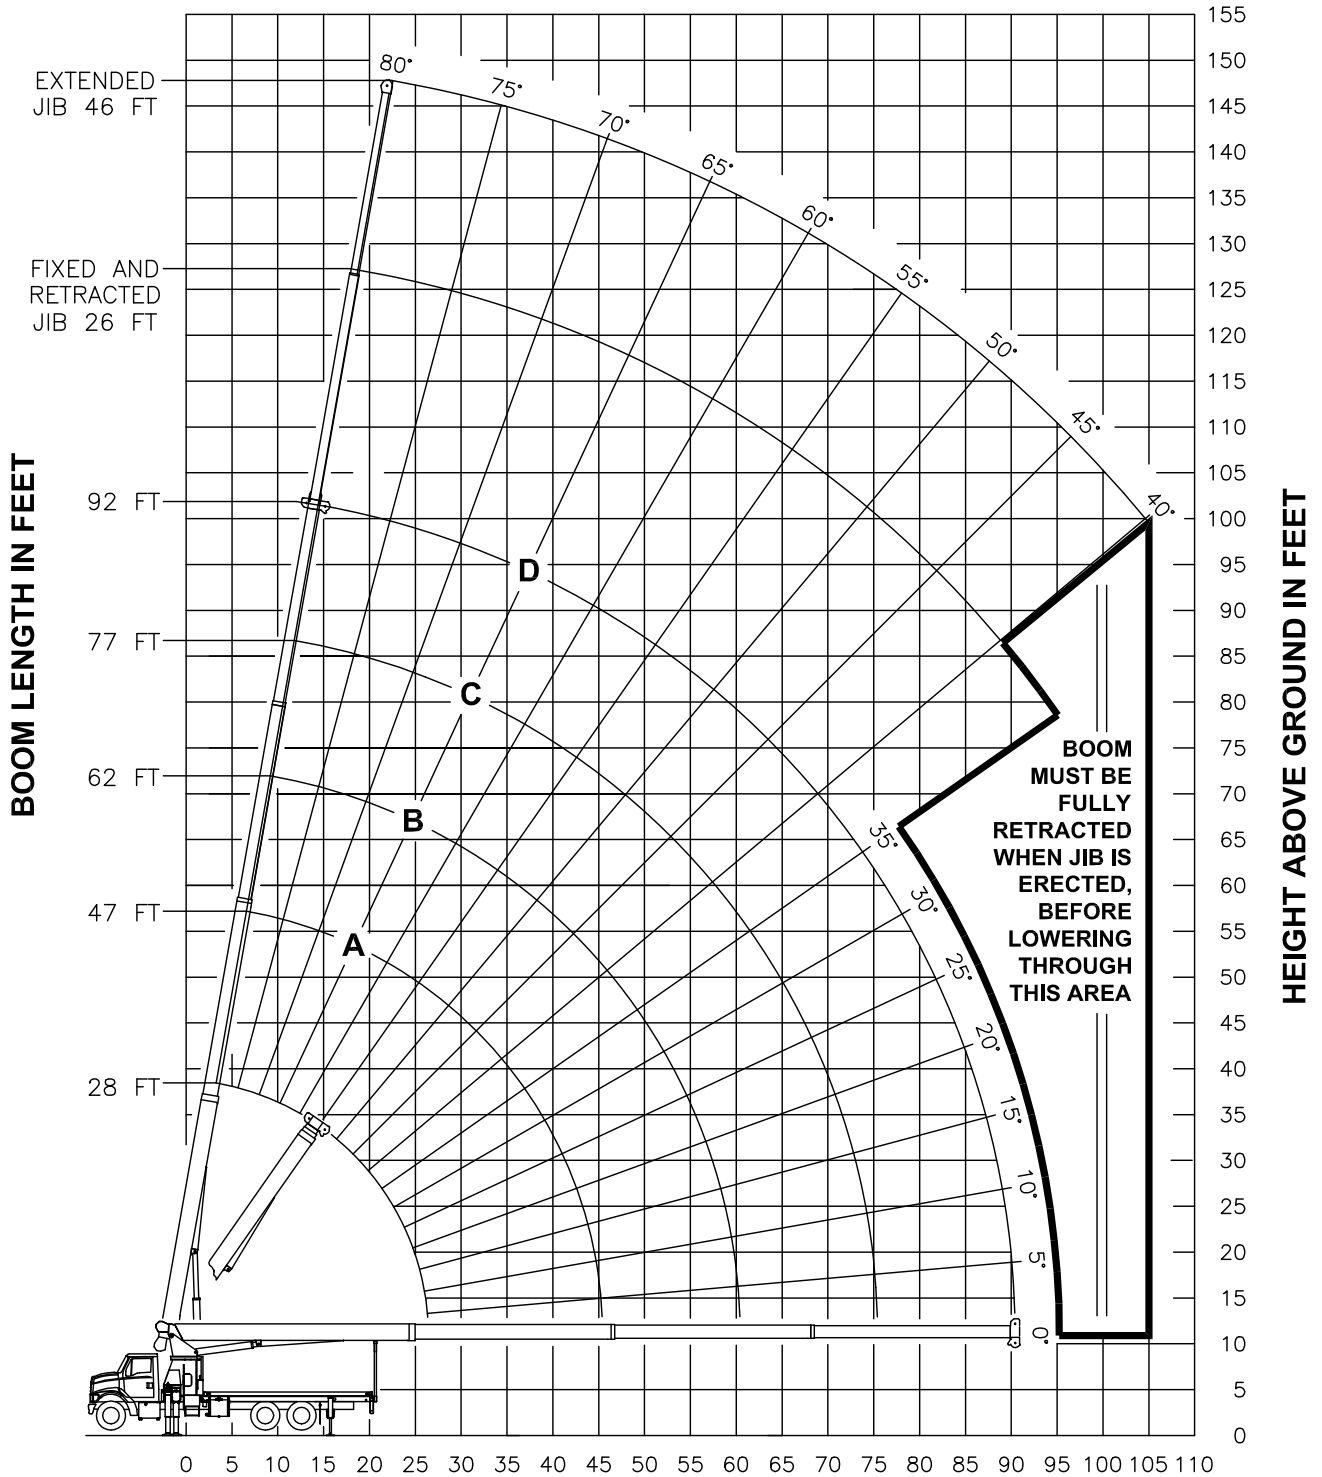 155
150
145
140
135
130
125
120
115
110
105
100
95
90
85
80
75
70
65
60
55
50
45
40
35
30
25
20
15
10
5
0
EXTENDED
JIB 46 FT
FIXED AND
RETRACTED
JIB 26 FT
92 FT
77 FT
62 FT
47 FT
28 FT
BOOM LENGTH IN FEET
80°
75°
70°
65°
60°
55°
50°
45°
40°
35°
30°
25°
20°
15°
10°
5°
0°
D
C
B
A
BOOM
MUST BE
FULLY
RETRACTED
WHEN JIB IS
ERECTED,
BEFORE
LOWERING
THROUGH
THIS AREA
HEIGHT ABOVE GROUND IN FEET
0 5 10 15 20 25 30 35 40 45 50 55 60 65 70 75 80 85 90 95 100 105 110